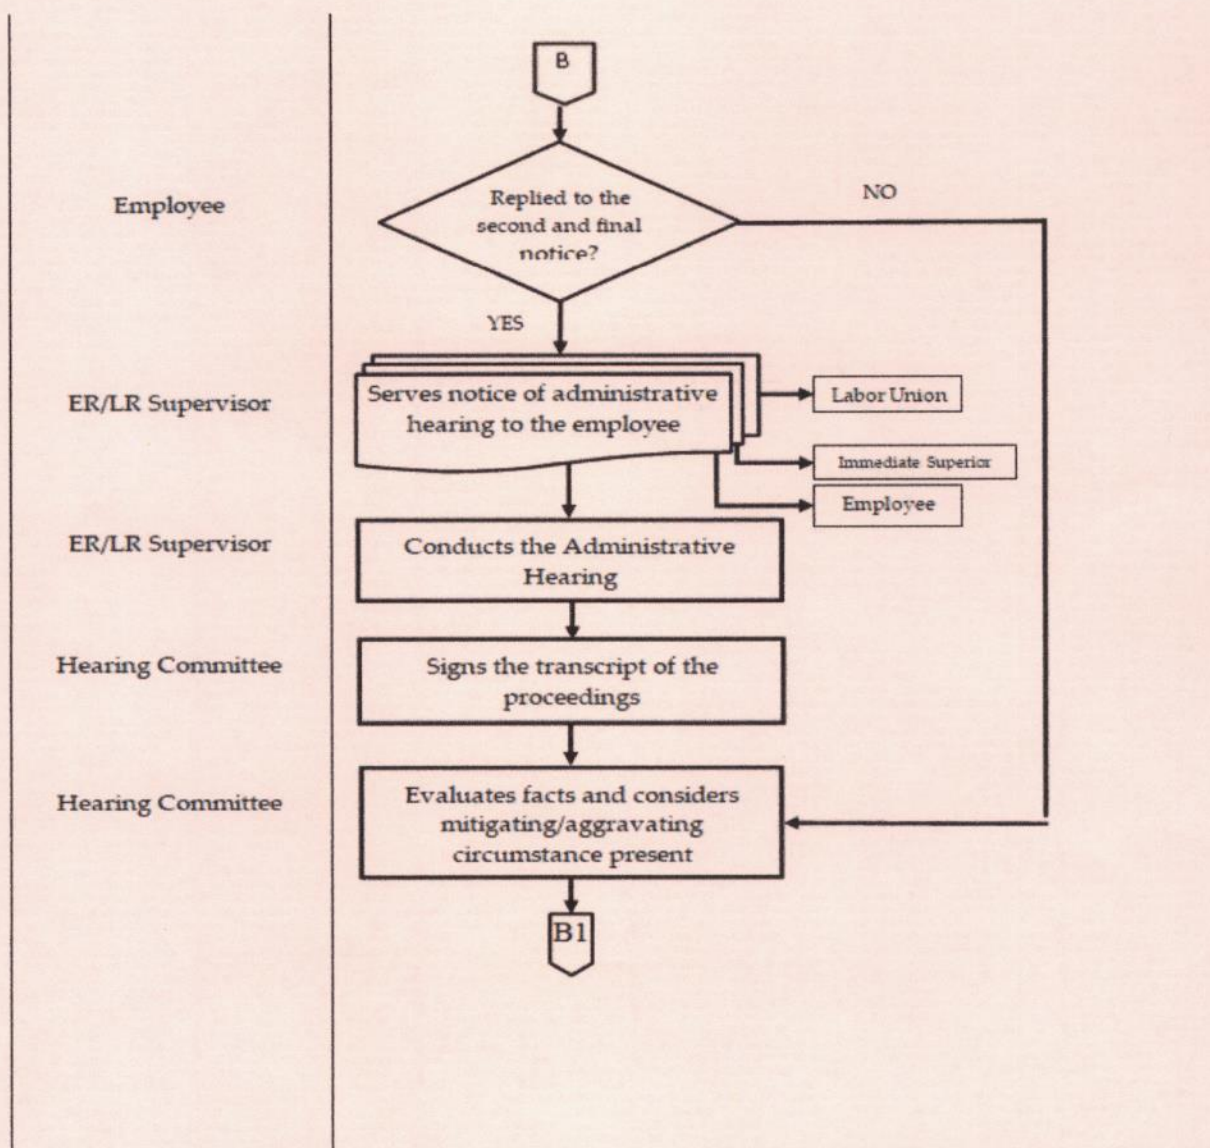 B
Employee
Replied to the
second and final
notice?
NO
YES
ER/LR Supervisor
Serves notice of administrative
hearing to the employee
Labor Union
Immediate Superior
Employee
ER/LR Supervisor
Conducts the Administrative
Hearing
Hearing Committee
Signs the transcript of the
proceedings
Hearing Committee
Evaluates facts and considers
mitigating/aggravating
circumstance present
B1